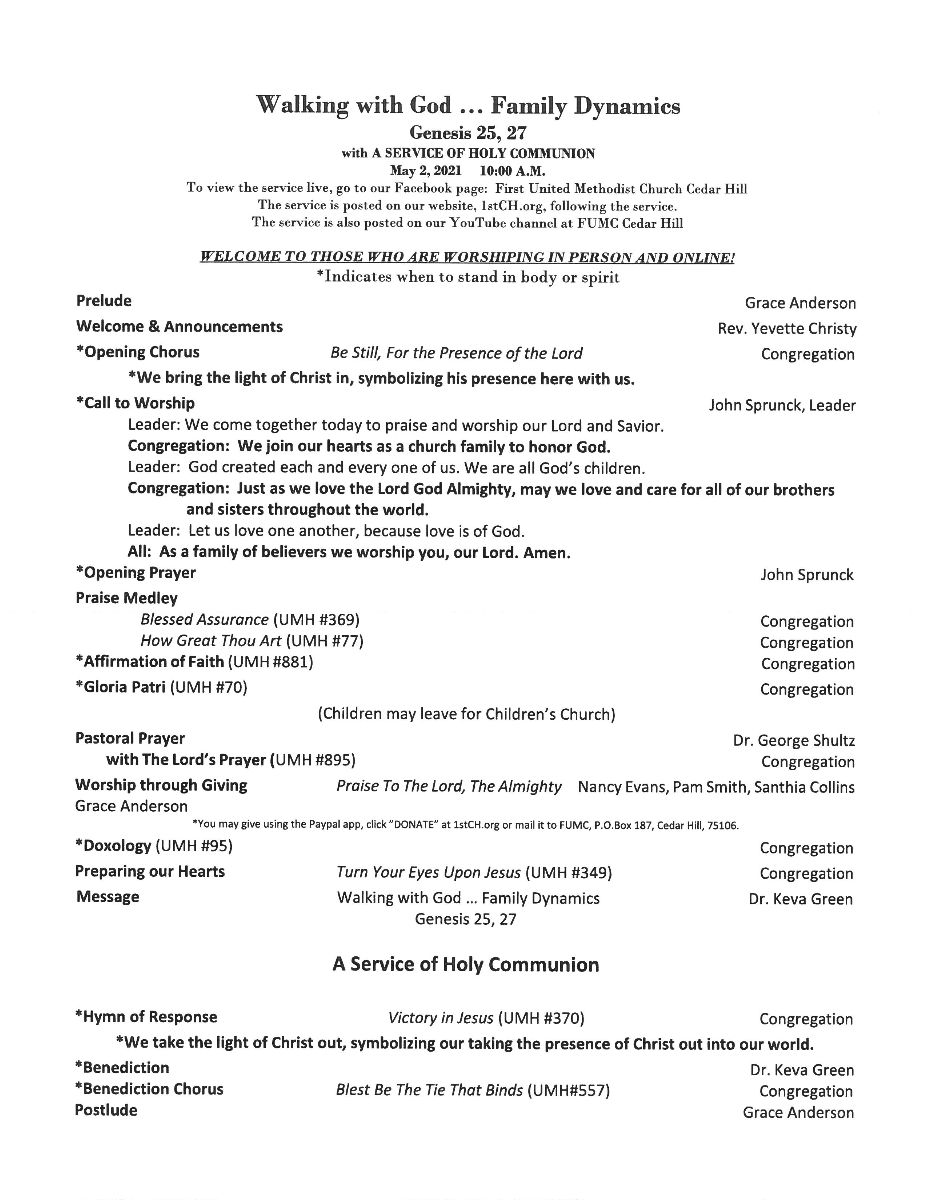 Walking with God ... Family Dynamics
Genesis 25, 27
with A SERVICE OF HOLY COMMUNION
May 2, 2021 10:00 A.M.
To view the service live, go to our Facebook page: First United Methodist Church Cedar Hill
The service is posted on our website, 1stCH.org, following the service.
The service is also posted on our YouTube channel at FUMC Cedar Hill
WELCOME TO THOSE WHO ARE WORSHIPING IN PERSON AND ONLINE!
*Indicates when to stand in body or spirit
Prelude Grace Anderson
Welcome & Announcements Rev. Yevette Christy
*Opening Chorus Be Still, For the Presence of the Lord Congregation
*We bring the light of Christ in, symbolizing his presence here with us.
*Call to Worship John Sprunck, Leader
Leader: We come together today to praise and worship our Lord and Savior.
Congregation: We join our hearts as a church family to honor God.
Leader: God created each and every one of us. We are all God's children.
Congregation: Just as we love the Lord God Almighty, may we love and care for all of our brothers
and sisters throughout the world.
Leader: Let us love one another, because love is of God.
All: As a family of believers we worship you, our Lord. Amen.
*Opening Prayer John Sprunck
Praise Medley
Blessed Assurance (UMH #369) Congregation
How Great Thou Art (UMH #77) Congregation
*Affirmation of Faith (UMH #881) Congregation
*Gloria Patri (UMH #70) Congregation
(Children may leave for Children's Church)
Pastoral Prayer Dr. George Shultz
with The Lord's Prayer (UMH #895) Congregation
Worship through Giving Praise To The Lord, The Almighty Nancy Evans, Pam Smith, Santhia Collins
Grace Anderson
*You may give using the Paypal app, click "DONATE" at 1stCH.org or mail it to FUMC, P.O.Box 187, Cedar Hill, 75106.
*Doxology (UMH #95) Congregation
Preparing our Hearts Turn Your Eyes Upon Jesus (UMH #349) Congregation
Message Walking with God ... Family Dynamics Dr. Keva Green
Genesis 25, 27
A Service of Holy Communion
*Hymn of Response Victory in Jesus (UMH #370) Congregation
*We take the light of Christ out, symbolizing our taking the presence of Christ out into our world.
*Benediction Dr. Keva Green
*Benediction Chorus Blest Be The Tie That Binds (UMH#557) Congregation
Postlude Grace Anderson